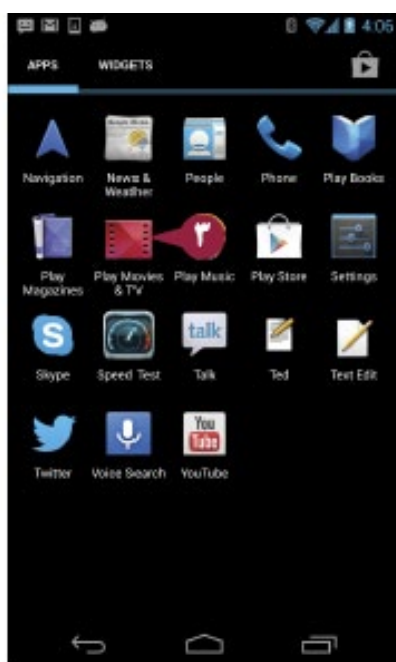 4:06
APPS WIDGETS
Navigation News & Weather People Phone Play Books
Play Magazines Play Movies & TV ٣ Play Music Play Store Settings
talk
Skype Speed Test Talk Ted Text Edit
You Tube
Twitter Voice Search YouTube